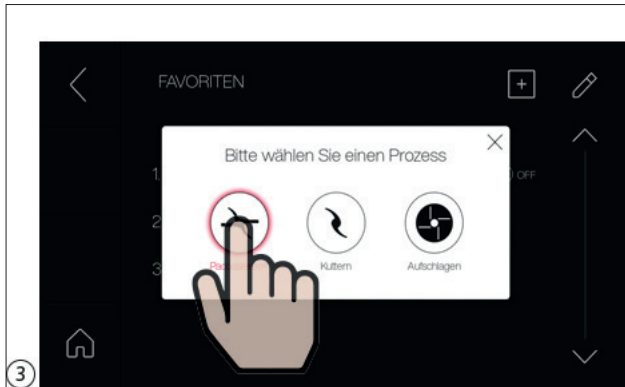 FAVORITEN
Bitte wählen Sie einen Prozess
1.
OFF
2
3
Kuttern
Aufschlagen
3